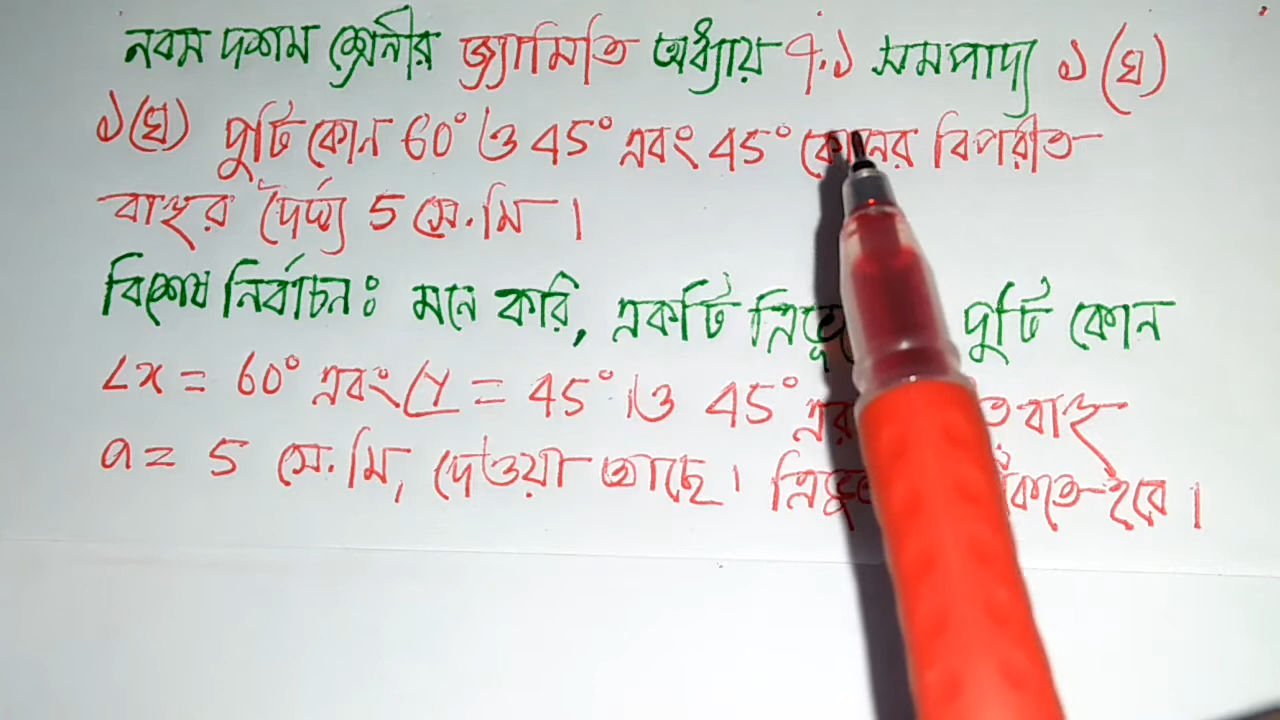 নবম দশম শ্রেনীর জ্যামিতি অধ্যায় ৭.১ সমপাদ্য ১ (ঘ)
১(ঘ) দুটি কোন 60° ও 45° এবং 45° কোনের বিপরীত
বাহুর দৈর্ঘ্য 5 সে.মি ।
বিশেষ নির্বাচনঃ মনে করি, একটি দুটি কোন
∠x = 60° এবং ∠y = 45° । ও 45° বাহু
a = 5 সে.মি, দেওয়া আছে। হবে ।